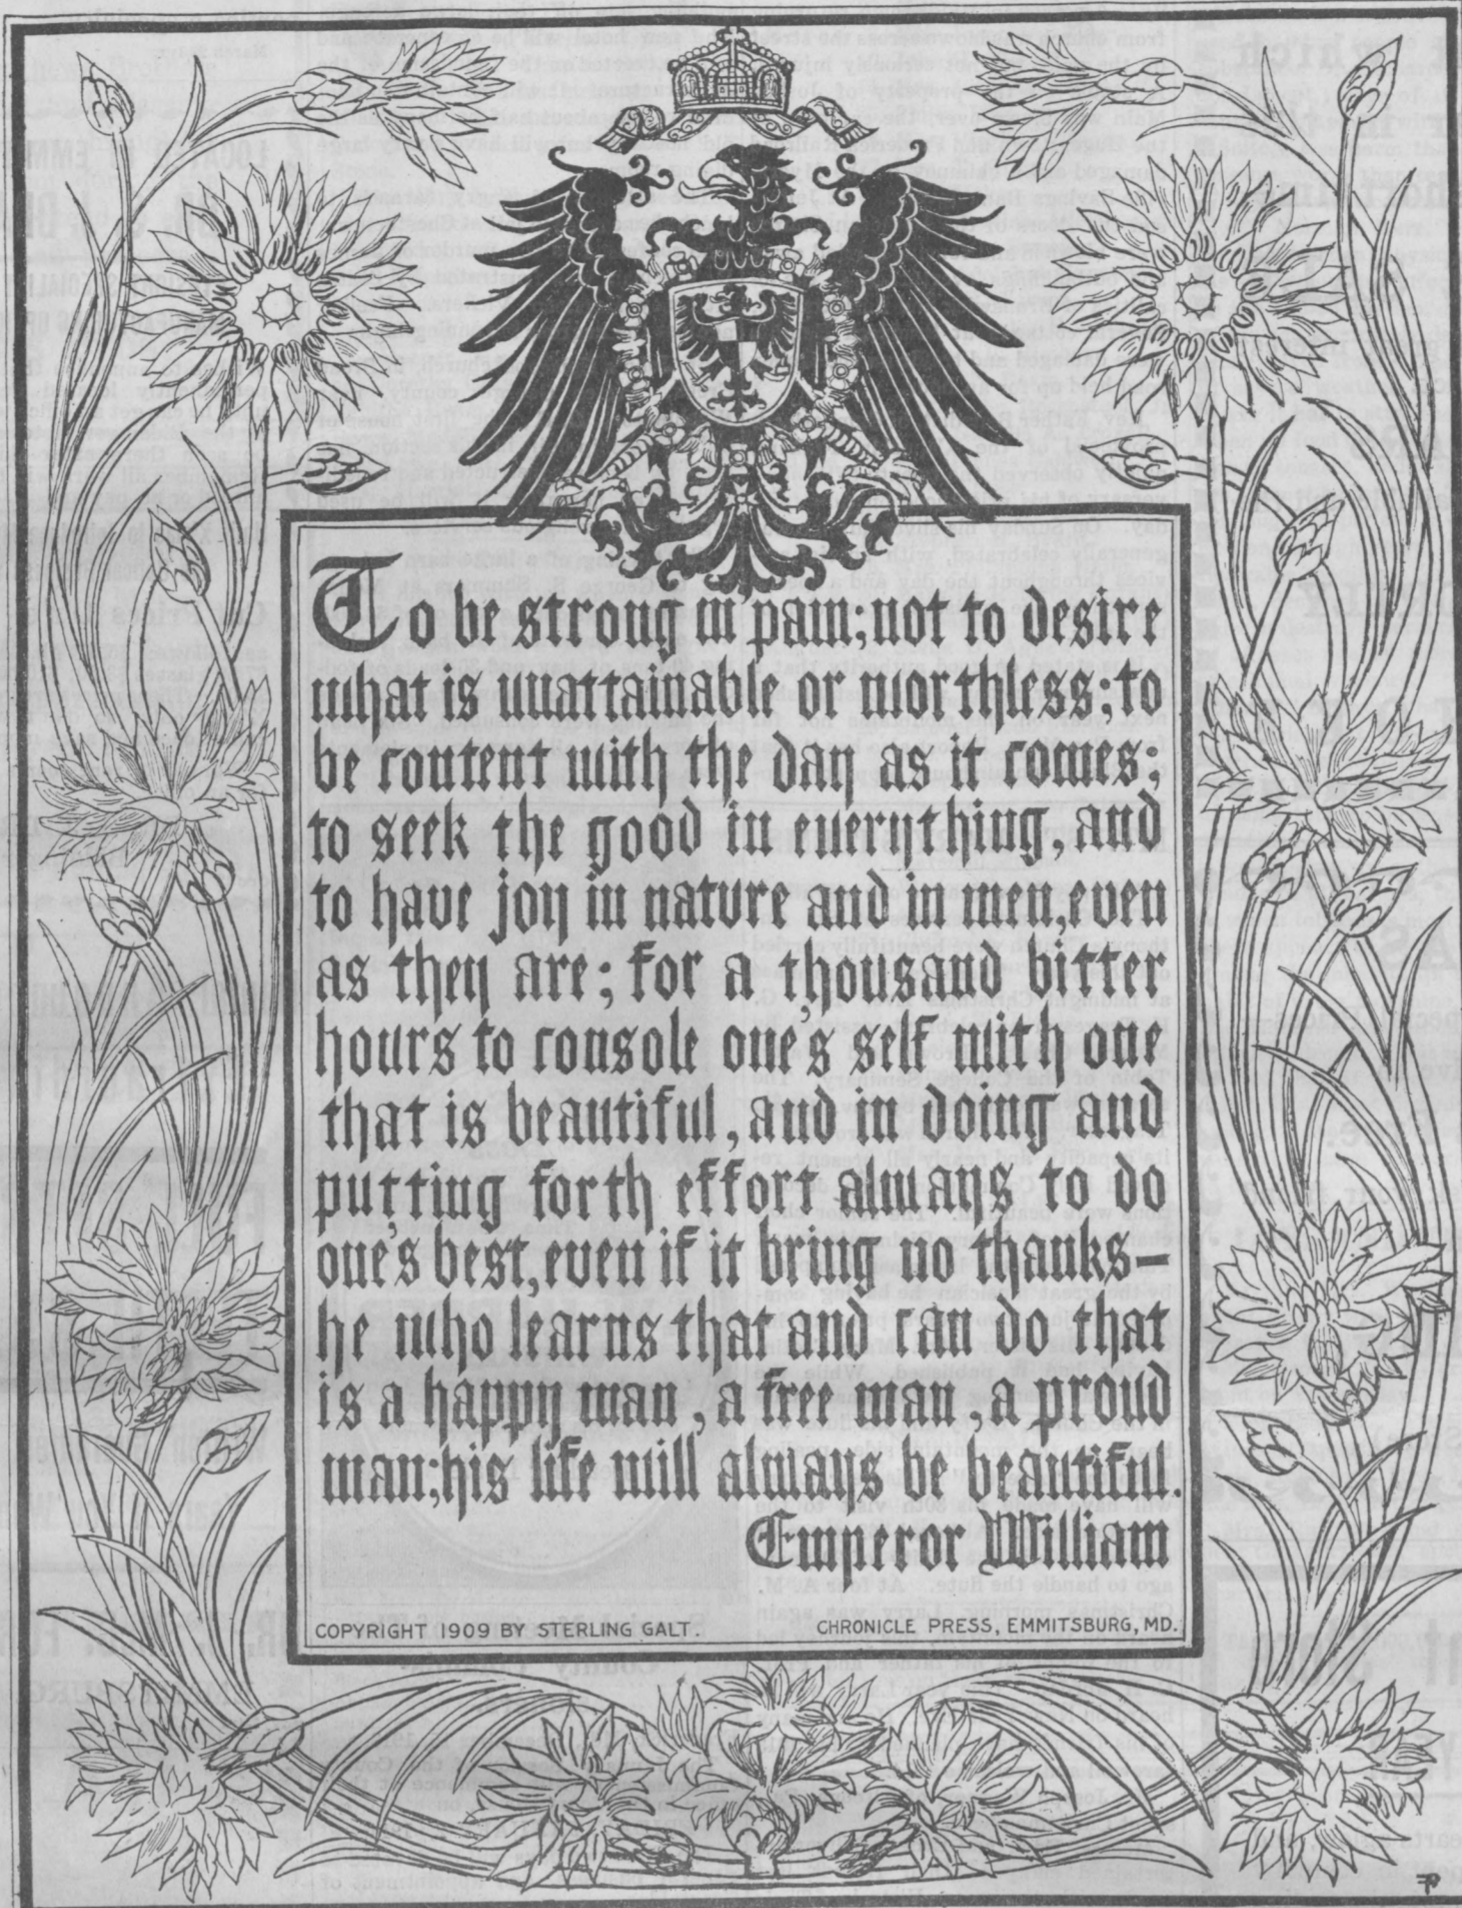 To be strong in pain; not to desire
what is unattainable or worthless; to
be content with the day as it comes;
to seek the good in everything, and
to have joy in nature and in men, even
as they are; for a thousand bitter
hours to console one's self with one
that is beautiful, and in doing and
putting forth effort always to do
one's best, even if it bring no thanks—
he who learns that and can do that
is a happy man, a free man, a proud
man; his life will always be beautiful.
Emperor William
COPYRIGHT 1909 BY STERLING GALT. CHRONICLE PRESS, EMMITSBURG, MD.